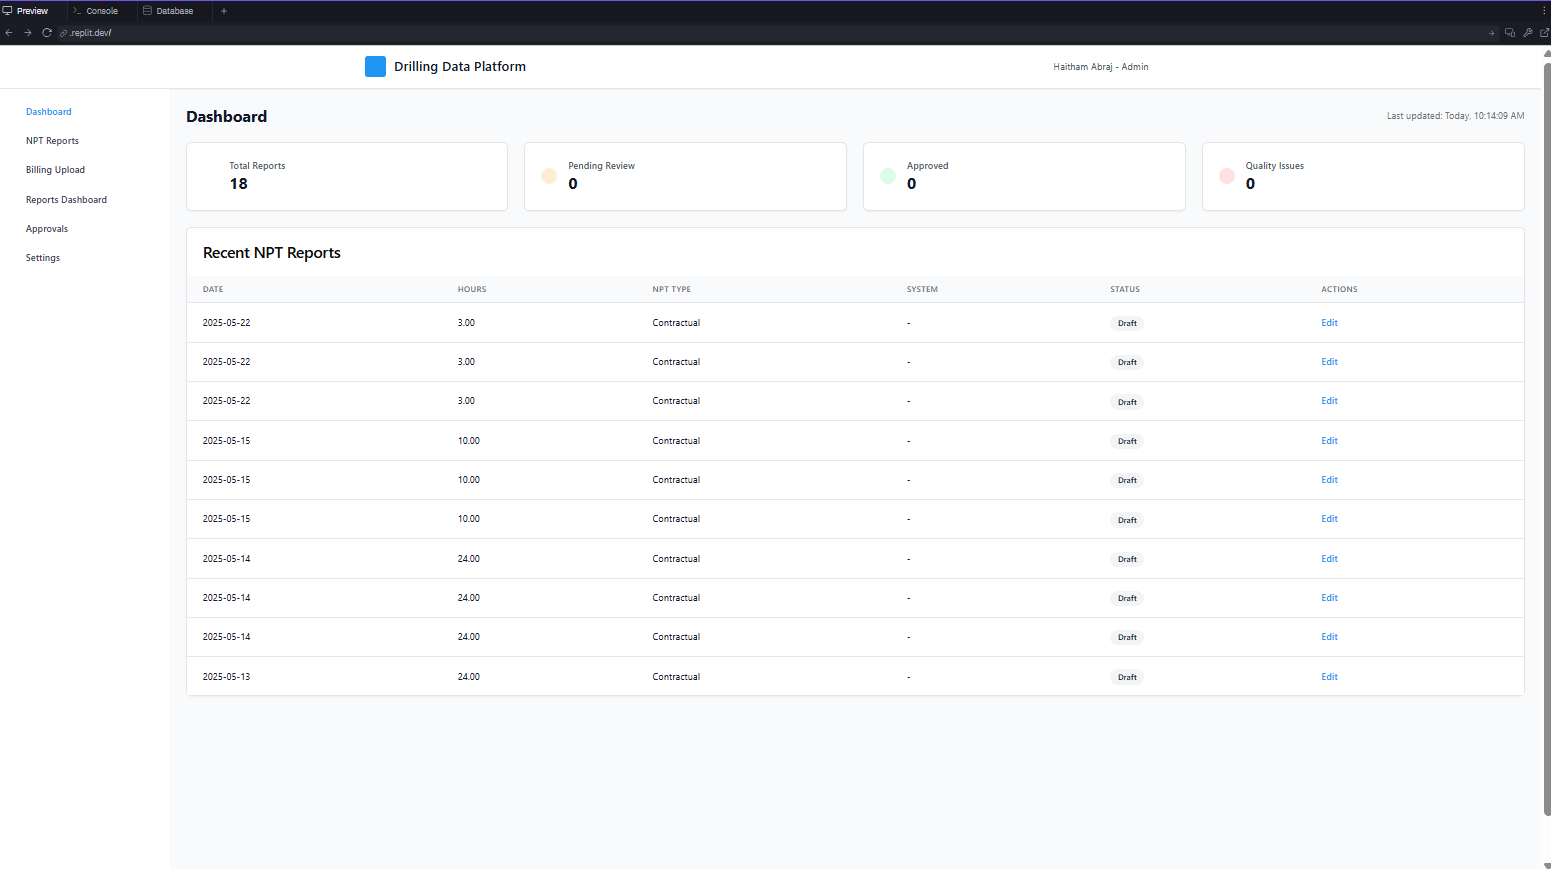 Preview Console Database +
.replit.dev/
Drilling Data Platform Haitham Abraj - Admin
Dashboard
NPT Reports
Billing Upload
Reports Dashboard
Approvals
Settings
Dashboard Last updated: Today, 10:14:09 AM
Total Reports
18
Pending Review
0
Approved
0
Quality Issues
0
Recent NPT Reports
DATE HOURS NPT TYPE SYSTEM STATUS ACTIONS
2025-05-22 3.00 Contractual - Draft Edit
2025-05-22 3.00 Contractual - Draft Edit
2025-05-22 3.00 Contractual - Draft Edit
2025-05-15 10.00 Contractual - Draft Edit
2025-05-15 10.00 Contractual - Draft Edit
2025-05-15 10.00 Contractual - Draft Edit
2025-05-14 24.00 Contractual - Draft Edit
2025-05-14 24.00 Contractual - Draft Edit
2025-05-14 24.00 Contractual - Draft Edit
2025-05-13 24.00 Contractual - Draft Edit